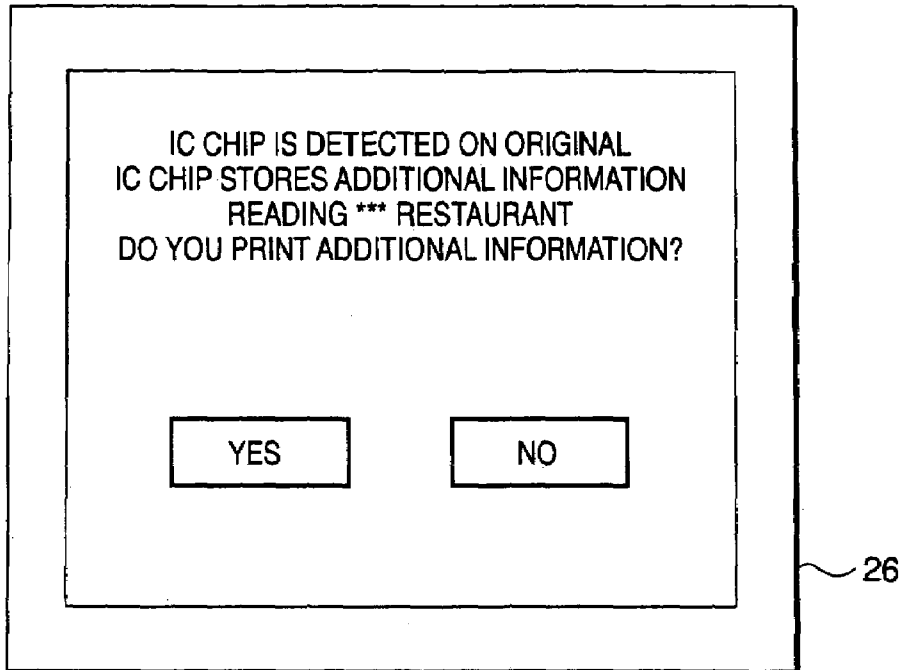 IC CHIP IS DETECTED ON ORIGINAL
IC CHIP STORES ADDITIONAL INFORMATION
READING *** RESTAURANT
DO YOU PRINT ADDITIONAL INFORMATION?
YES NO
26